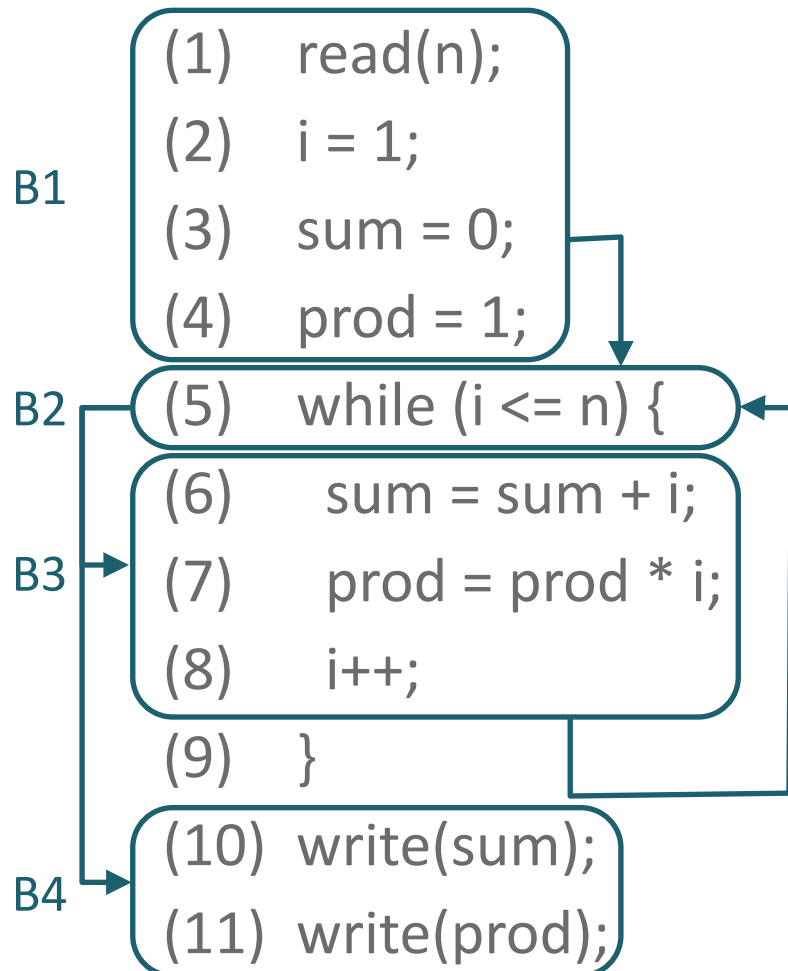 (1) read(n);
(2) i = 1;
B1
(3) sum = 0;
(4) prod = 1;
B2 (5) while (i <= n) {
(6) sum = sum + i;
B3 (7) prod = prod * i;
(8) i++;
(9) }
(10) write(sum);
B4
(11) write(prod);